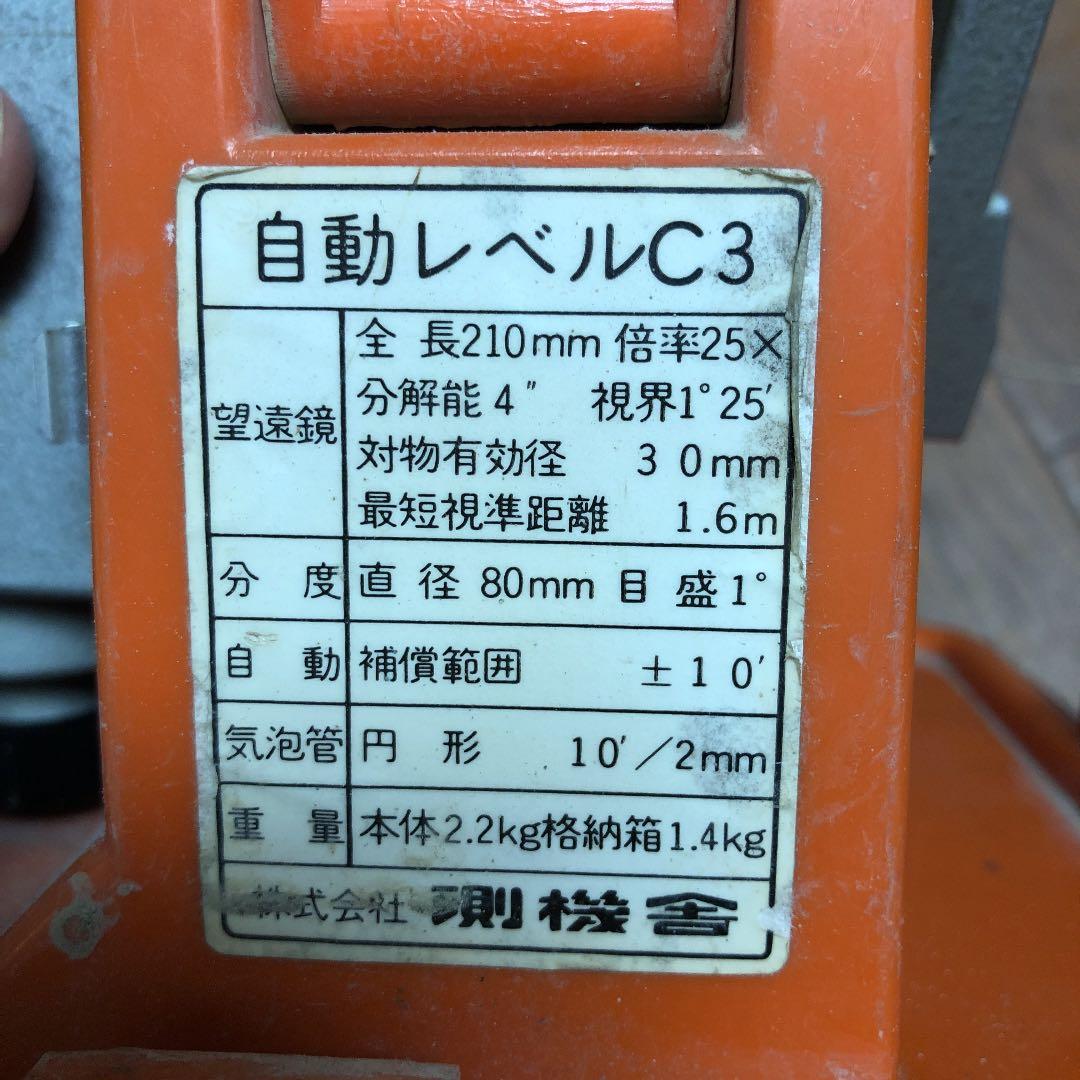 自動レベルC3
望遠鏡
全長210mm 倍率25×
分解能4″ 視界1°25′
対物有効径 30mm
最短視準距離 1.6m
分度 直径80mm 目盛1°
自動 補償範囲 ±10′
気泡管 円形 10′/2mm
重量 本体2.2kg格納箱1.4kg
株式会社 測機舎